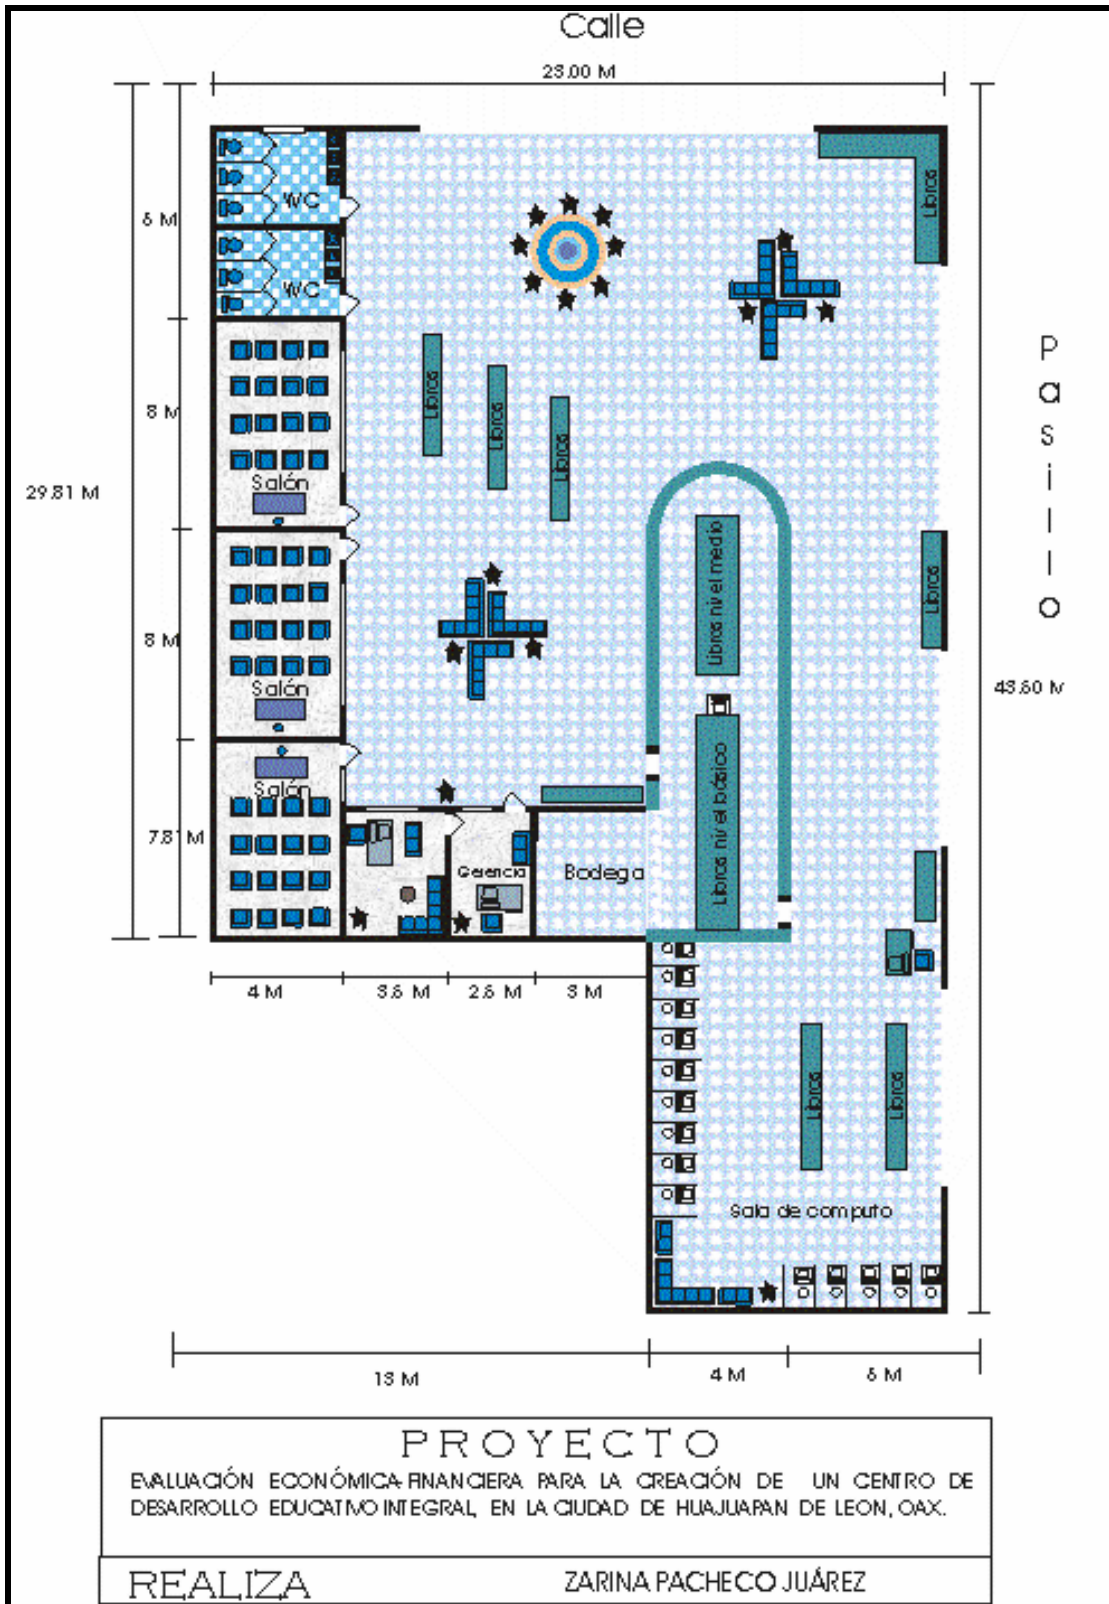 Calle
23.00 M
WC
6 M
Libros
WC
Pasillo
8 M
Libros
Libros
Libros
Salón
29.81 M
Libros nivel medio
Libros
8 M
Salón
43.60 M
Salón
Libros nivel básico
7.81 M
Gerencia
Bodega
4 M
3.6 M
2.6 M
3 M
Libros
Libros
Sala de computo
13 M
4 M
6 M
PROYECTO
EVALUACIÓN ECONÓMICA-FINANCIERA PARA LA CREACIÓN DE UN CENTRO DE
DESARROLLO EDUCATIVO INTEGRAL, EN LA CIUDAD DE HUAJUAPAN DE LEON, OAX.
REALIZA ZARINA PACHECO JUÁREZ